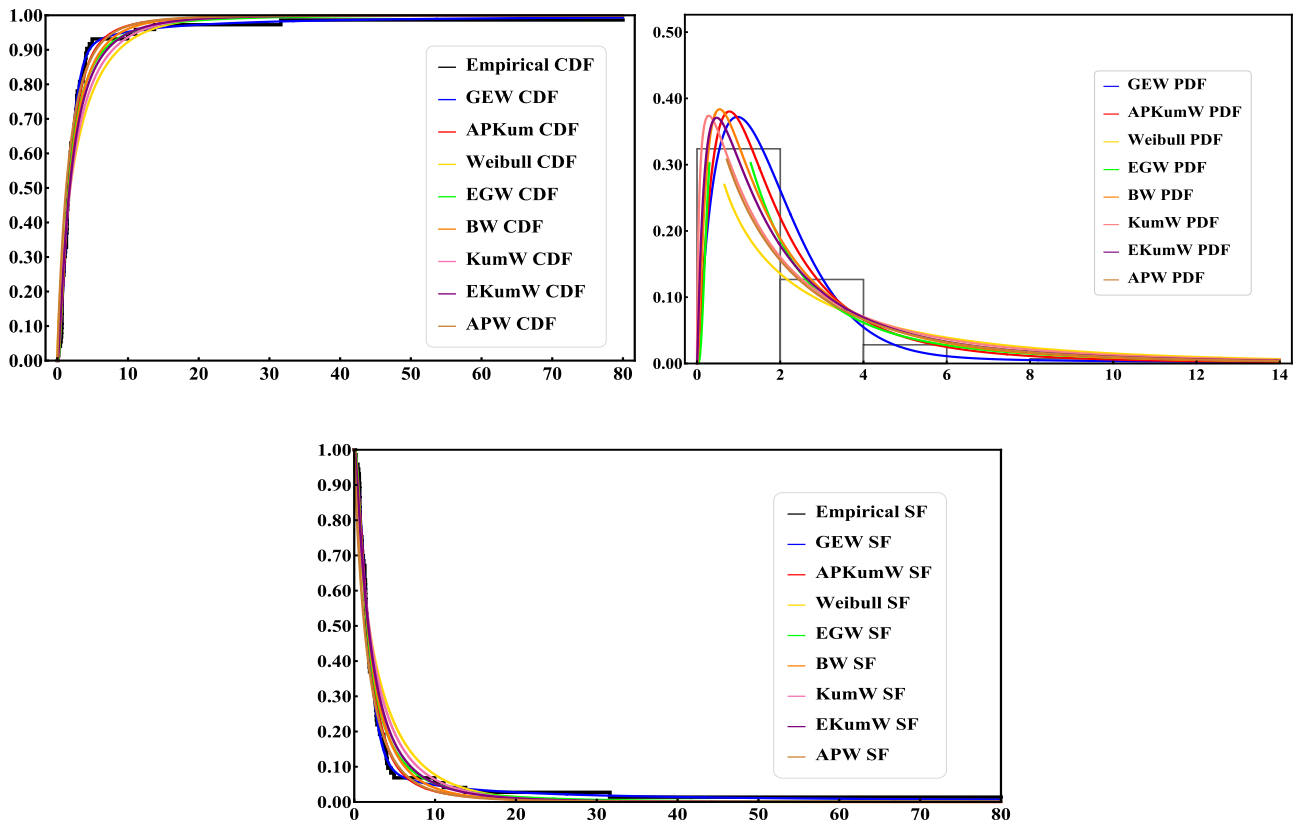 1.00
0.90
0.80
0.70
0.60
0.50
0.40
0.30
0.20
0.10
0.00
0 10 20 30 40 50 60 70 80
Empirical CDF
GEW CDF
APKum CDF
Weibull CDF
EGW CDF
BW CDF
KumW CDF
EKumW CDF
APW CDF
0.50
0.40
0.30
0.20
0.10
0.00
0 2 4 6 8 10 12 14
GEW PDF
APKumW PDF
Weibull PDF
EGW PDF
BW PDF
KumW PDF
EKumW PDF
APW PDF
1.00
0.90
0.80
0.70
0.60
0.50
0.40
0.30
0.20
0.10
0.00
0 10 20 30 40 50 60 70 80
Empirical SF
GEW SF
APKumW SF
Weibull SF
EGW SF
BW SF
KumW SF
EKumW SF
APW SF